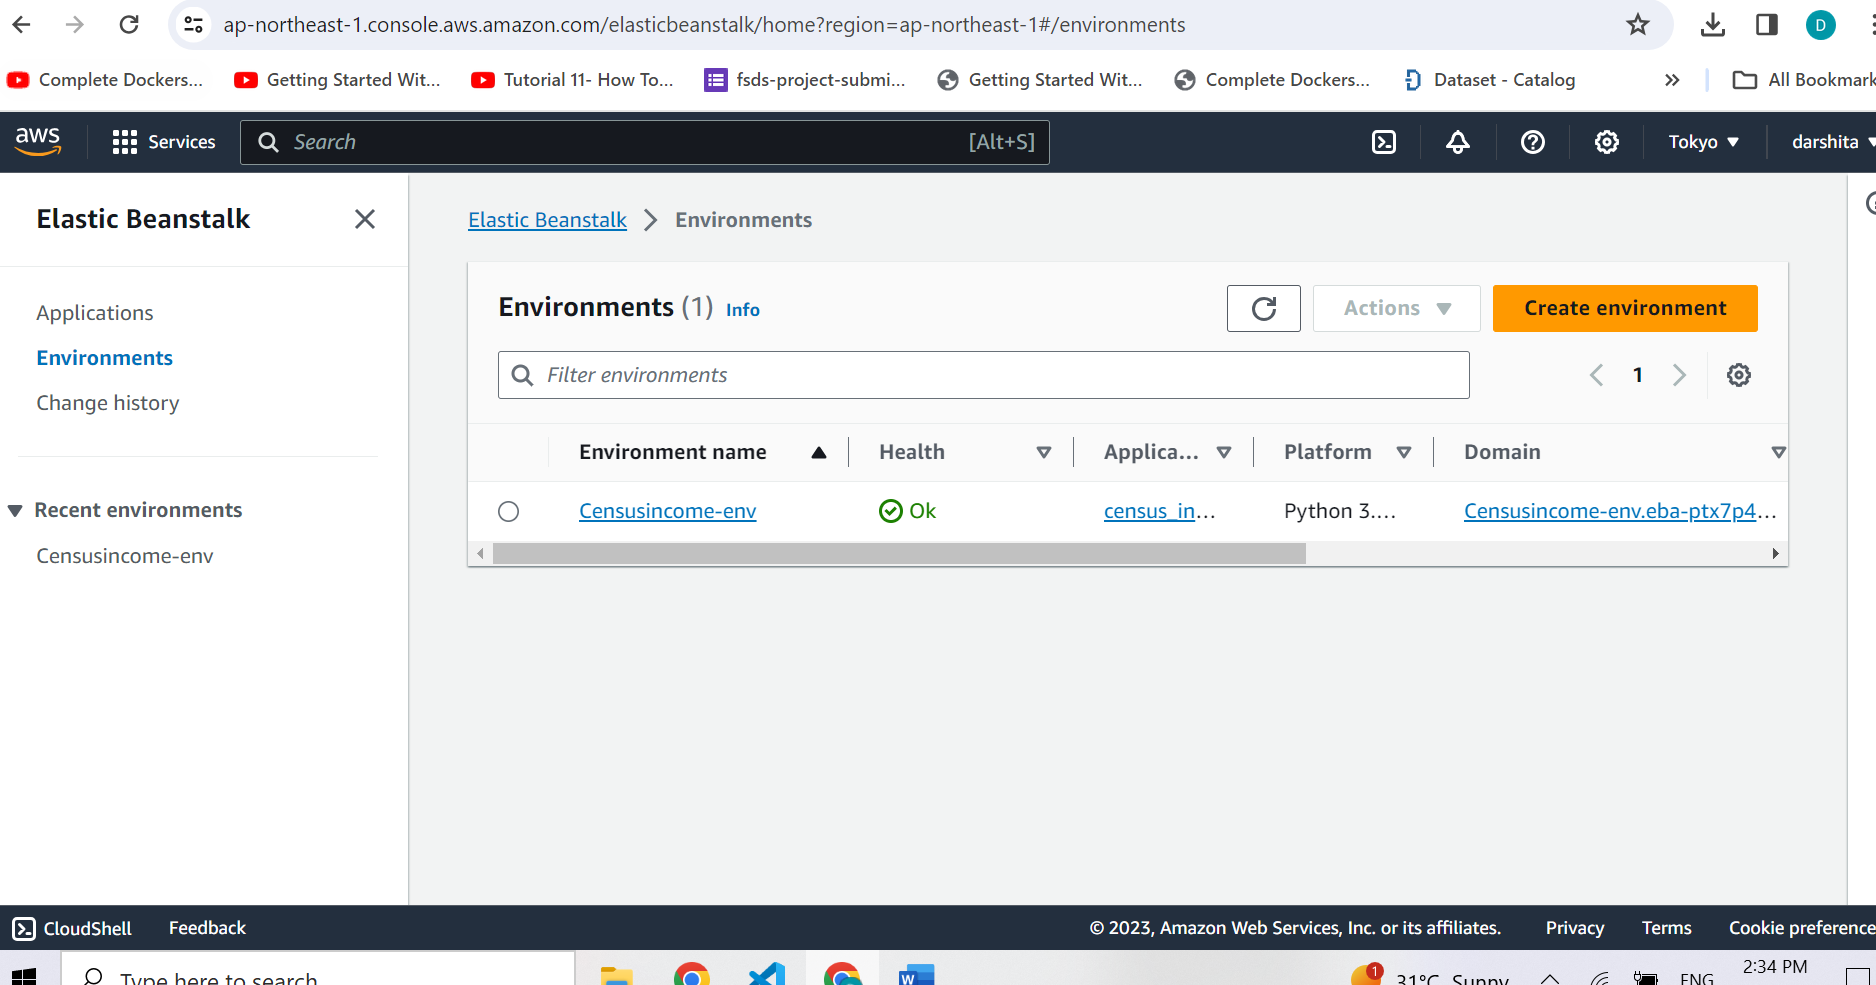 ap-northeast-1.console.aws.amazon.com/elasticbeanstalk/home?region=ap-northeast-1#/environments
D
Complete Dockers... Getting Started Wit... Tutorial 11- How To... fsds-project-submi... Getting Started Wit... Complete Dockers... Dataset - Catalog » All Bookmark
aws Services Search [Alt+S] Tokyo darshita
Elastic Beanstalk
Applications
Environments
Change history
Recent environments
Censusincome-env
Elastic Beanstalk > Environments
Environments (1) Info Actions Create environment
Filter environments 1
Environment name Health Applica... Platform Domain
Censusincome-env Ok census_in... Python 3.... Censusincome-env.eba-ptx7p4...
CloudShell Feedback © 2023, Amazon Web Services, Inc. or its affiliates. Privacy Terms Cookie preference
Type here to search 1 31°C Sunny ENG 2:34 PM